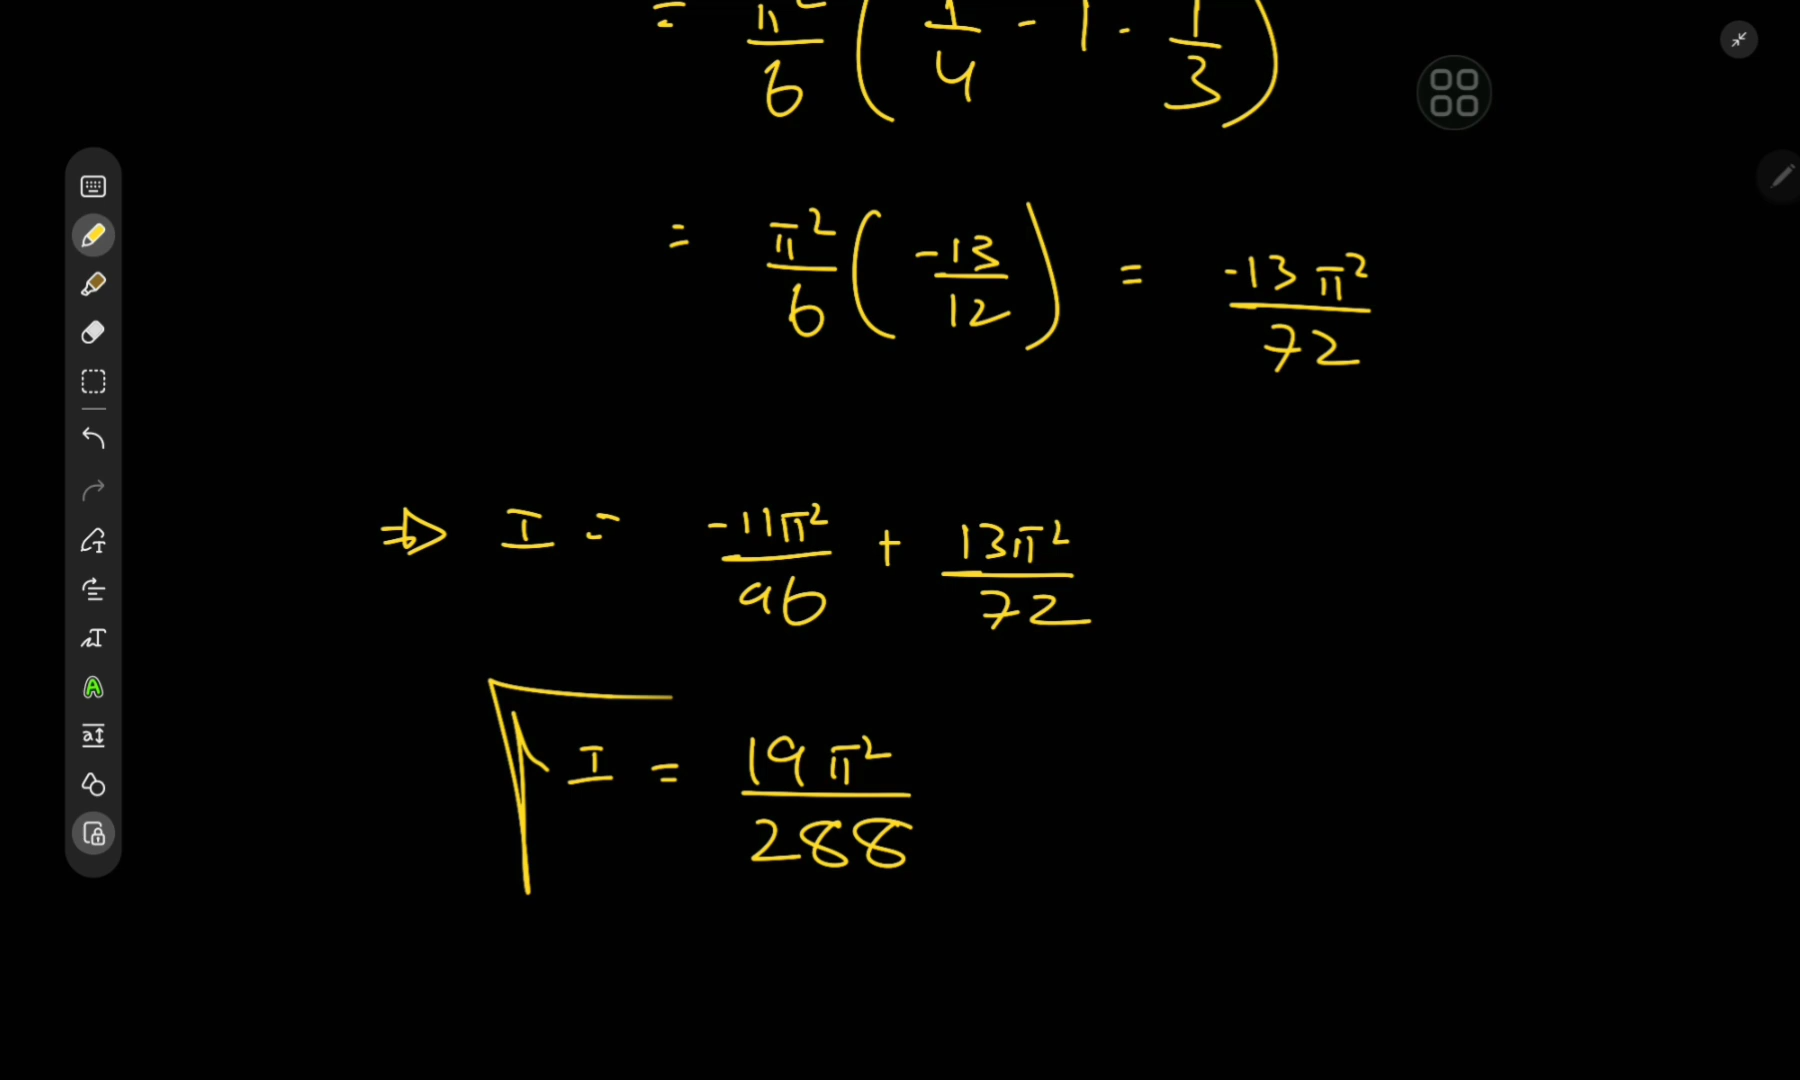 = π²/6 ( 1/4 - 1 - 1/3 )
= π²/6 ( -13/12 ) = -13π²/72
⇒ I = -11π²/96 + 13π²/72
I = 19π²/288